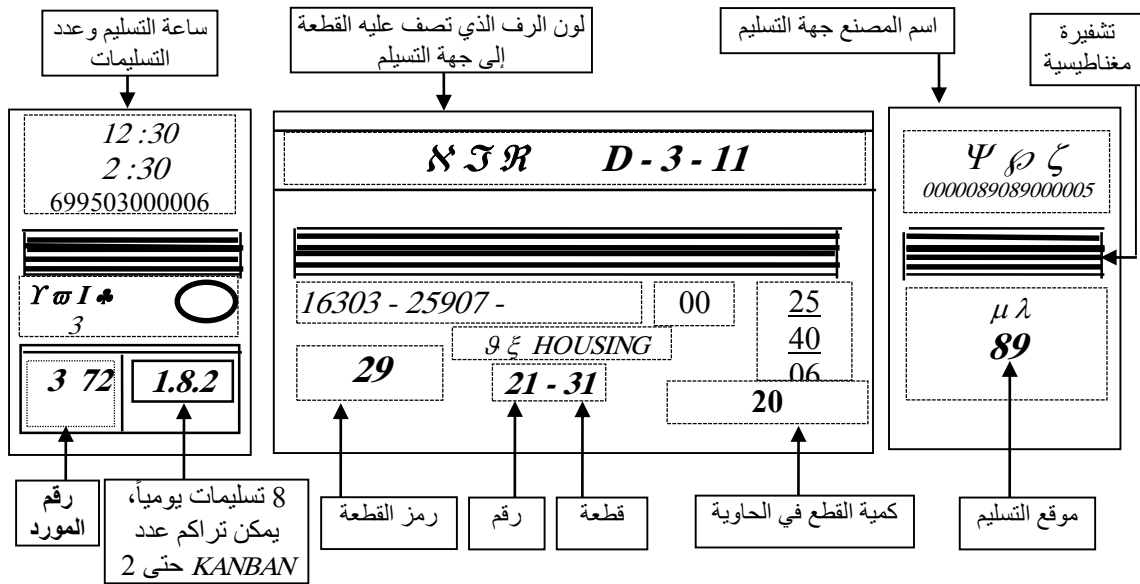 ساعة التسليم وعدد
التسليمات
لون الرف الذي تصف عليه القطعة
إلى جهة التسيلم
اسم المصنع جهة التسليم
تشفيرة
مغناطيسية
12 :30
2 :30
699503000006
ℵ ℑ ℜ D - 3 - 11
Ψ ℘ ζ
0000089089000005
ϒ ϖ I ♣
3
16303 - 25907 -
00
25
40
06
ϑ ξ HOUSING
29
21 - 31
20
μ λ
89
3 72
1.8.2
رقم
المورد
8 تسليمات يومياً،
يمكن تراكم عدد
KANBAN حتى 2
رمز القطعة
رقم
قطعة
كمية القطع في الحاوية
موقع التسليم